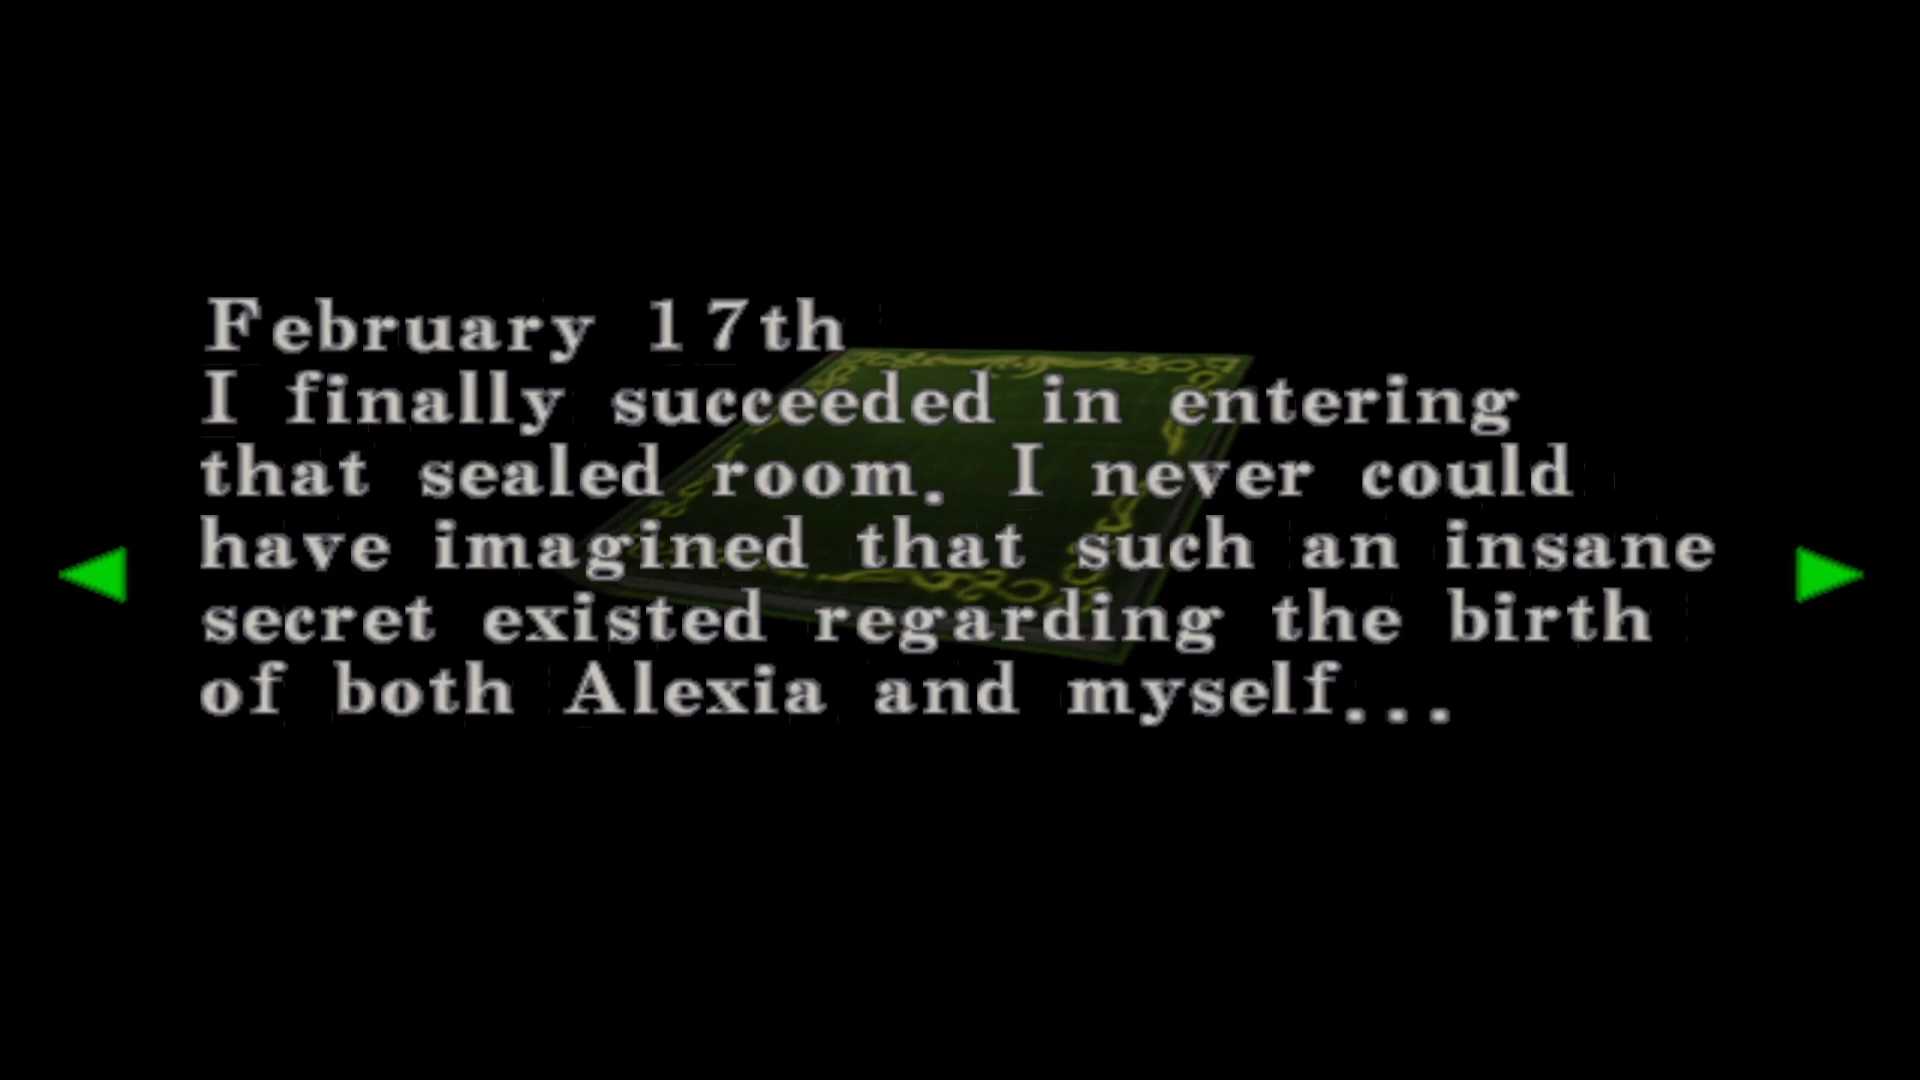 February 17th
I finally succeeded in entering
that sealed room. I never could
have imagined that such an insane
secret existed regarding the birth
of both Alexia and myself...